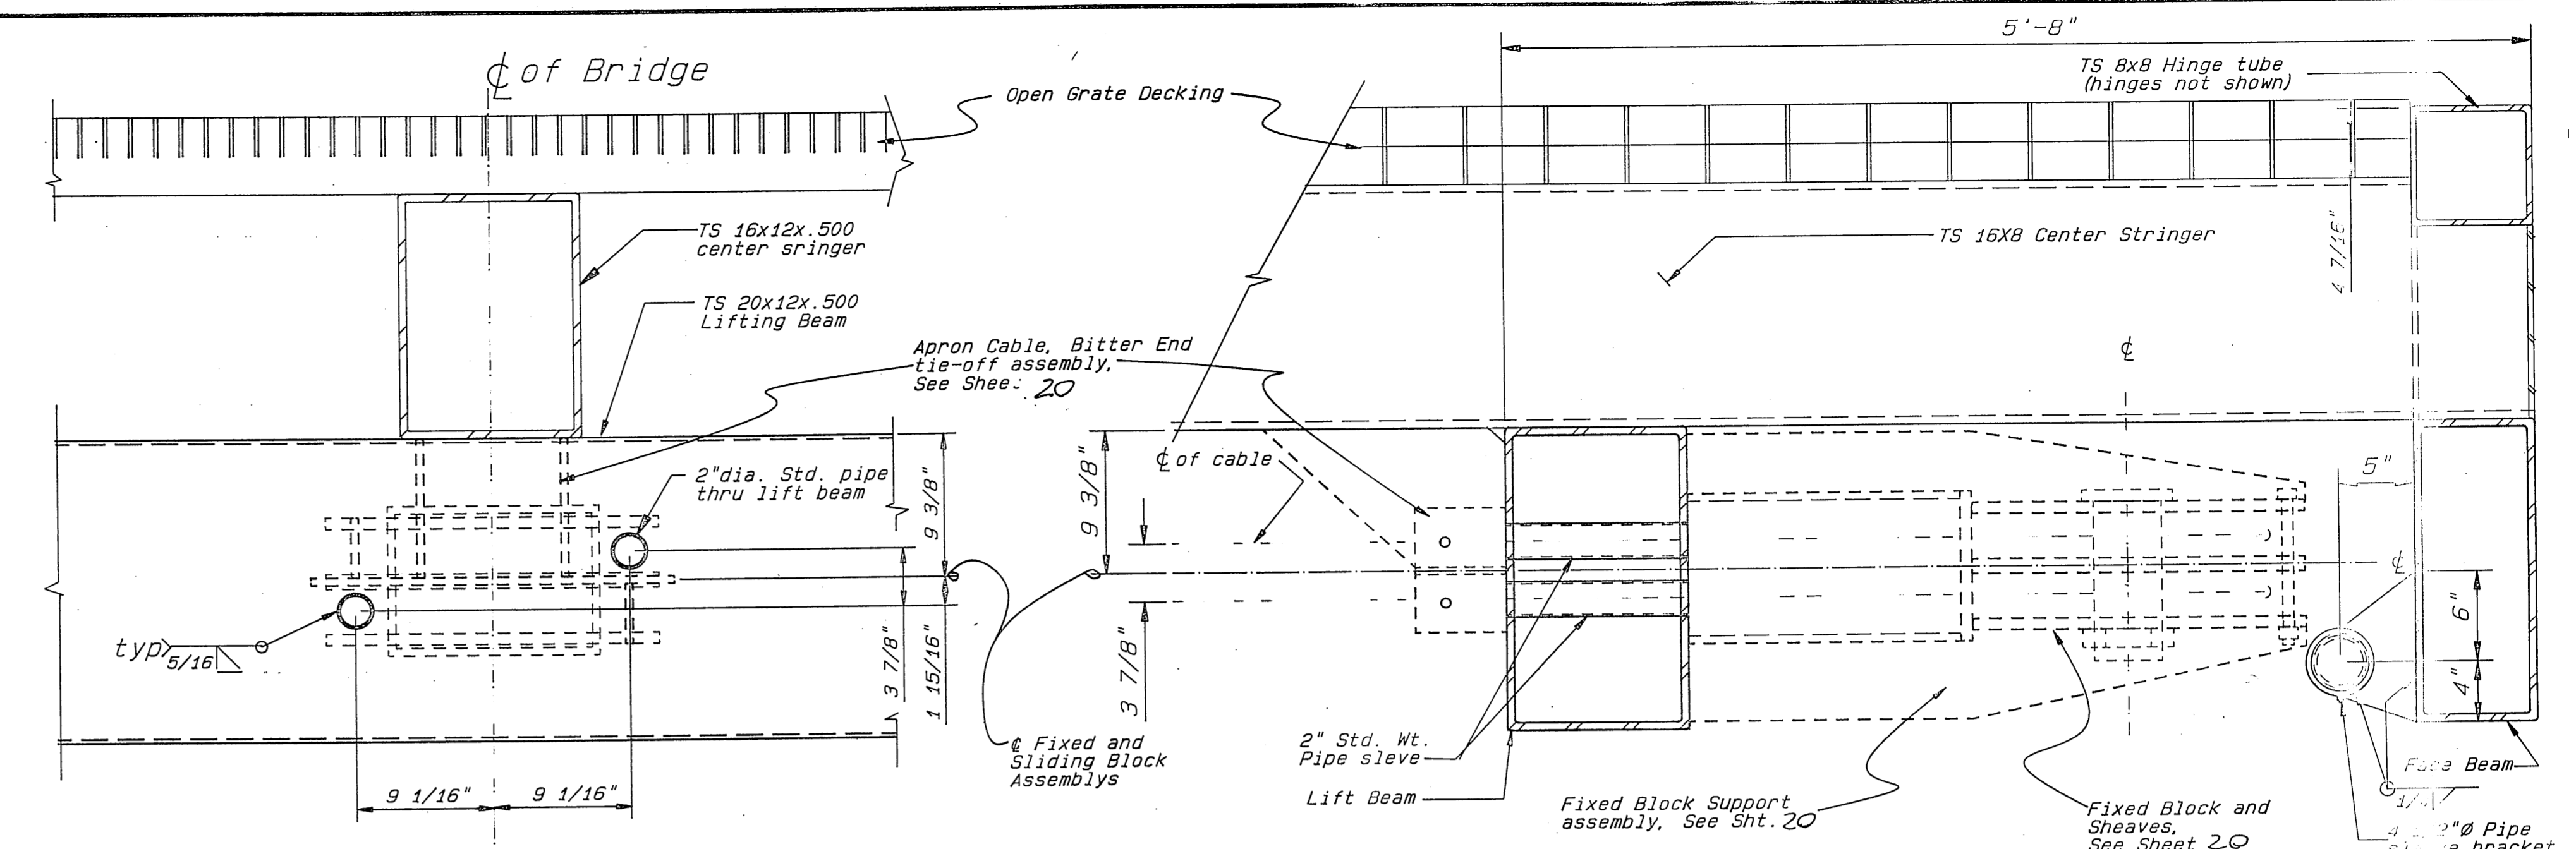 5'-8"
℄ of Bridge
TS 8x8 Hinge tube
(hinges not shown)
Open Grate Decking
TS 16x12x.500
center sringer
TS 16X8 Center Stringer
4 7/16"
TS 20x12x.500
Lifting Beam
Apron Cable, Bitter End
tie-off assembly,
See Shee: 20
℄
℄ of cable
2"dia. Std. pipe
thru lift beam
9 3/8"
9 3/8"
5"
℄
6"
4"
typ
5/16
3 7/8"
1 15/16"
3 7/8"
℄ Fixed and
Sliding Block
Assemblys
2" Std. Wt.
Pipe sleve
Lift Beam
9 1/16"
9 1/16"
Fixed Block Support
assembly, See Sht. 20
Fixed Block and
Sheaves,
See Sheet 20
Face Beam
"Ø Pipe
bracket